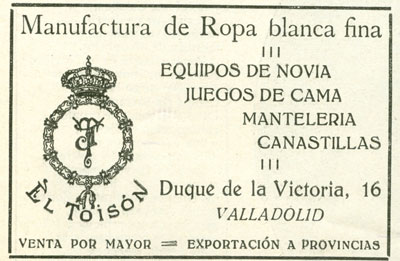 Manufactura de Ropa blanca fina
EQUIPOS DE NOVIA
JUEGOS DE CAMA
MANTELERIA
CANASTILLAS
EL TOISÓN
Duque de la Victoria, 16
VALLADOLID
VENTA POR MAYOR = EXPORTACIÓN A PROVINCIAS